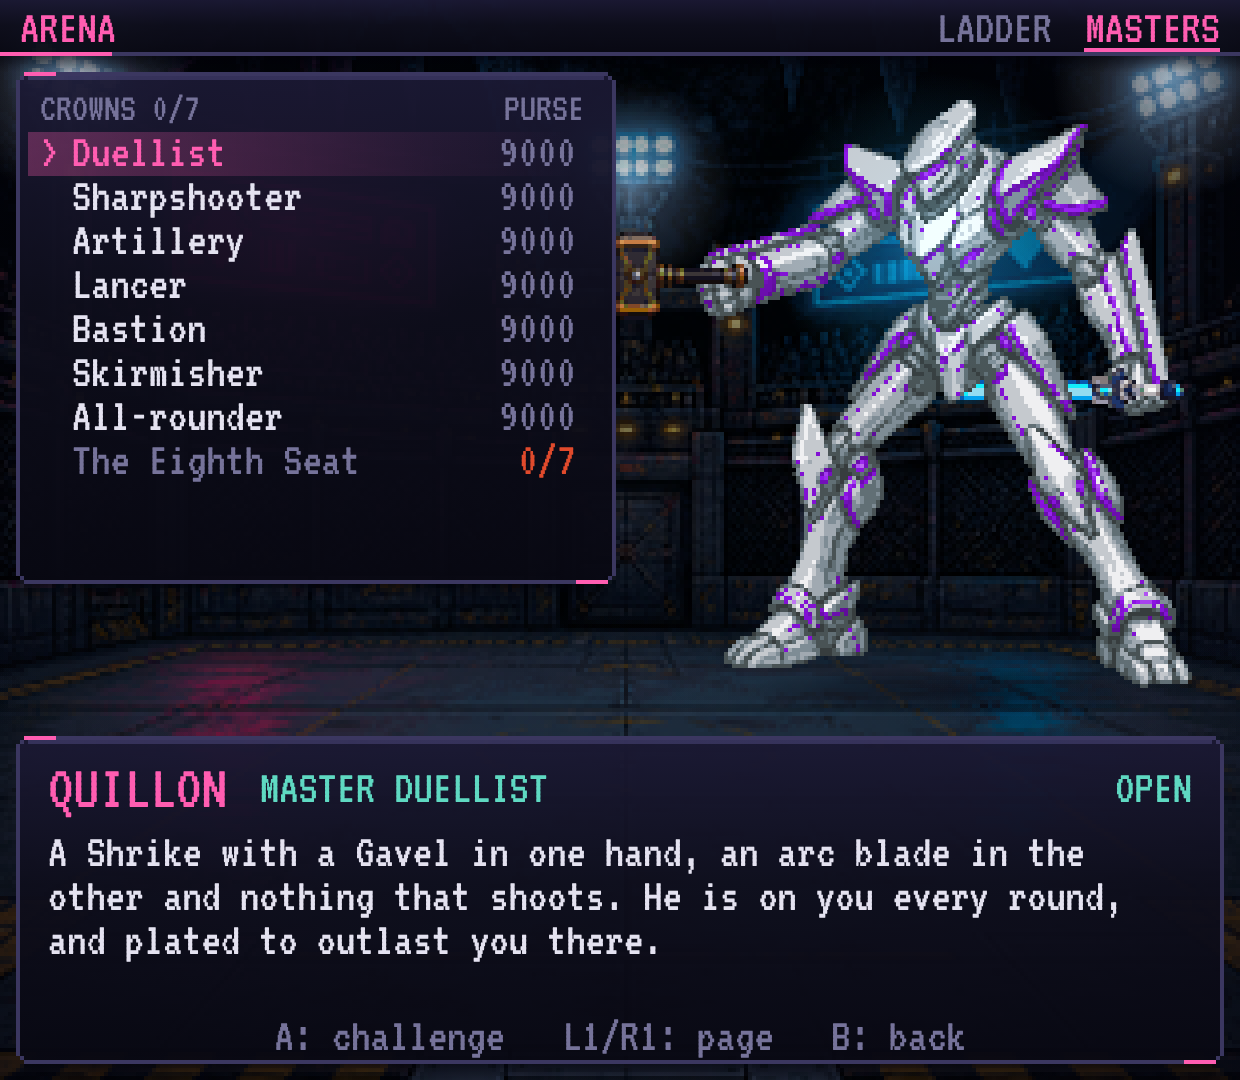 ARENA LADDER MASTERS
CROWNS 0/7 PURSE
> Duellist 9000
Sharpshooter 9000
Artillery 9000
Lancer 9000
Bastion 9000
Skirmisher 9000
All-rounder 9000
The Eighth Seat 0/7
QUILLON MASTER DUELLIST OPEN
A Shrike with a Gavel in one hand, an arc blade in the
other and nothing that shoots. He is on you every round,
and plated to outlast you there.
A: challenge L1/R1: page B: back